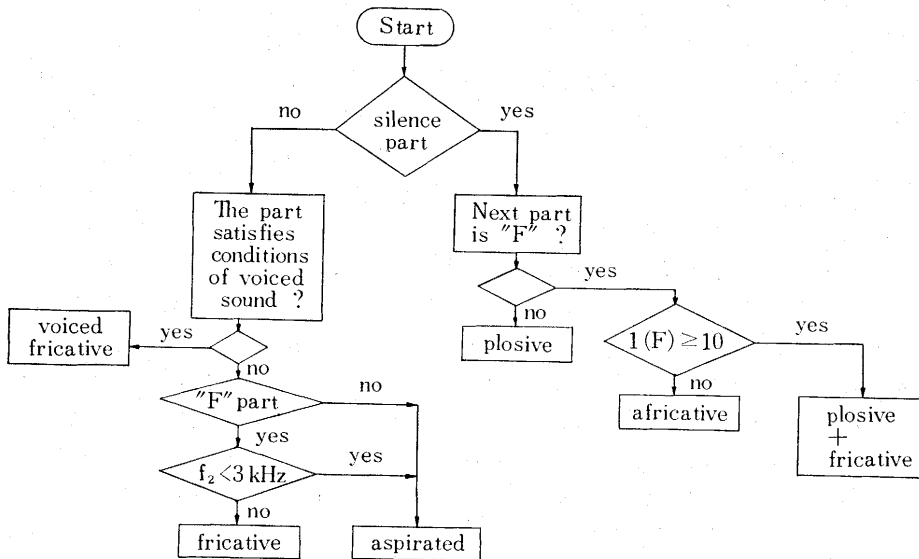 Start
silence
part
no
yes
The part
satisfies
conditions
of voiced
sound ?
Next part
is "F" ?
yes
no
plosive
voiced
fricative
yes
no
1 (F) ≥ 10
yes
no
africative
plosive
+
fricative
"F" part
no
yes
f₂ < 3 kHz
yes
no
fricative
aspirated